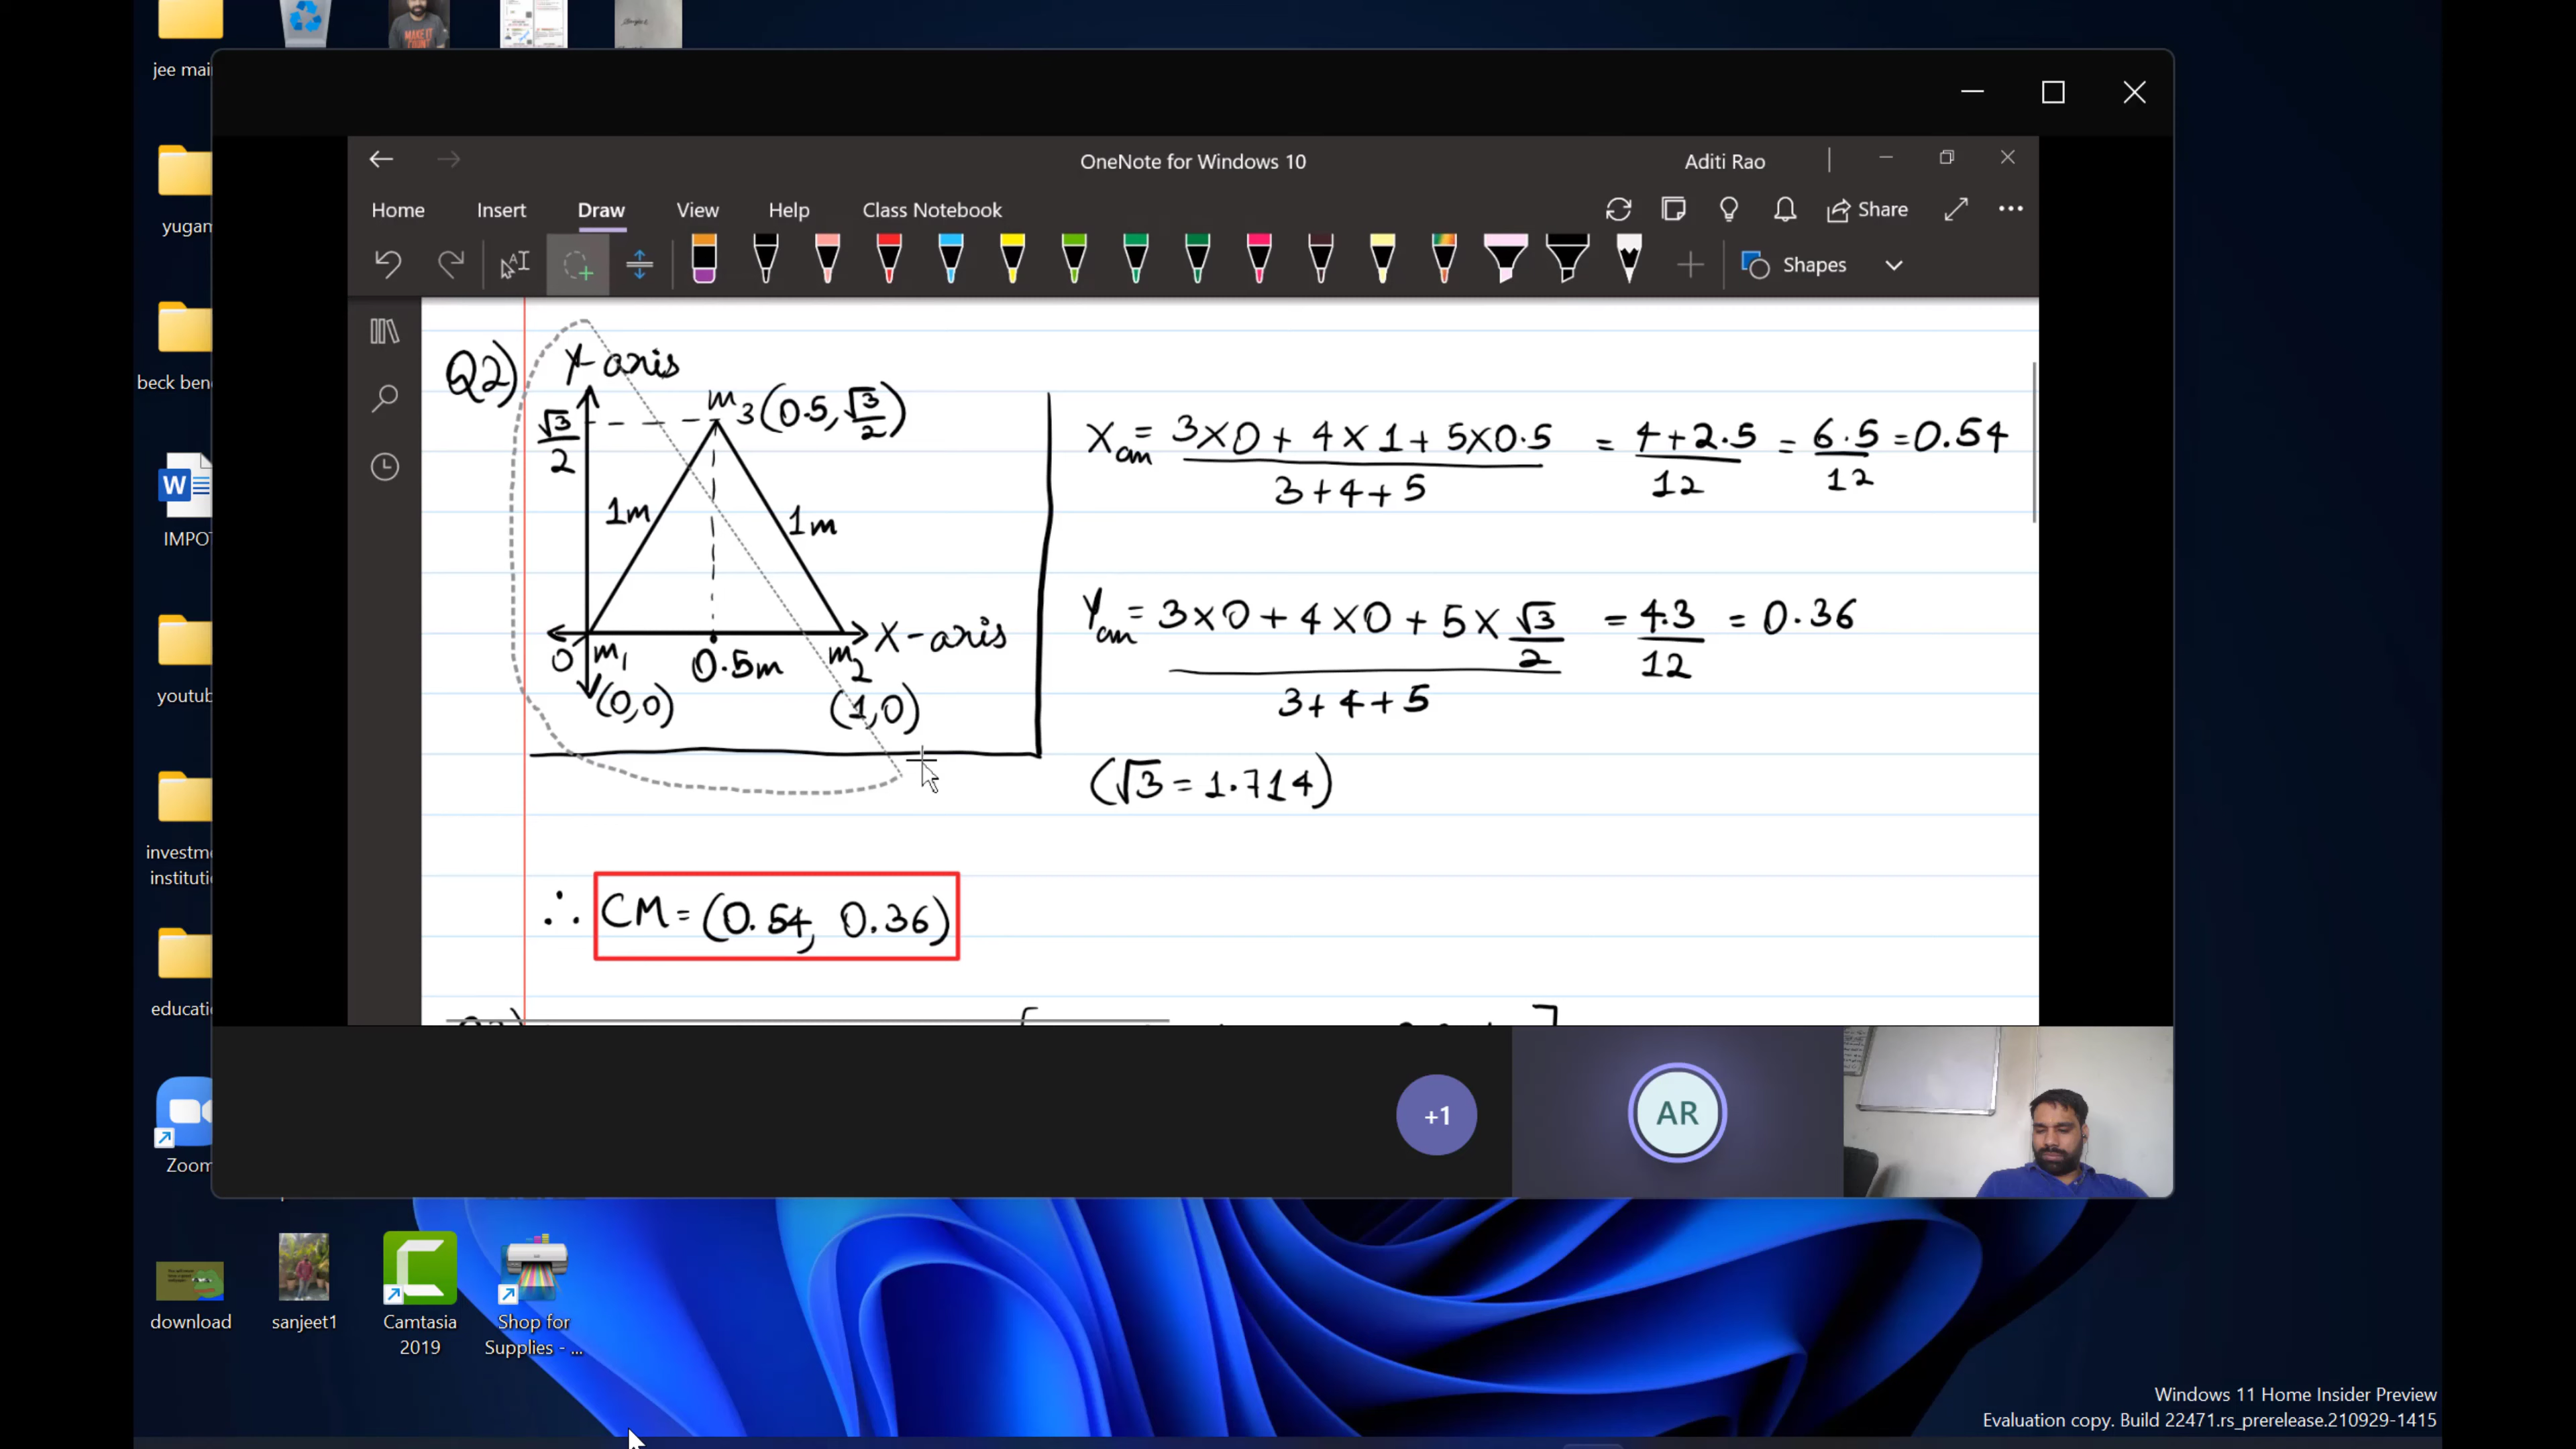 jee mai
yugam
beck ben
IMPO
youtub
investm
instituti
educati
Zoom
download
sanjeet1
Camtasia
2019
Shop for
Supplies - ...
OneNote for Windows 10
Aditi Rao
Home
Insert
Draw
View
Help
Class Notebook
Share
Shapes
Q2)
Y-axis
√3/2
m3 (0.5, √3/2)
1m
1m
X-axis
0
m1
0.5m
m2
(0,0)
(1,0)
Xcm = (3×0 + 4×1 + 5×0.5)/(3+4+5) = (4+2.5)/12 = 6.5/12 = 0.54
Ycm = (3×0 + 4×0 + 5×√3/2)/(3+4+5) = 4.3/12 = 0.36
(√3 = 1.714)
∴ CM = (0.54, 0.36)
+1
AR
Windows 11 Home Insider Preview
Evaluation copy. Build 22471.rs_prerelease.210929-1415